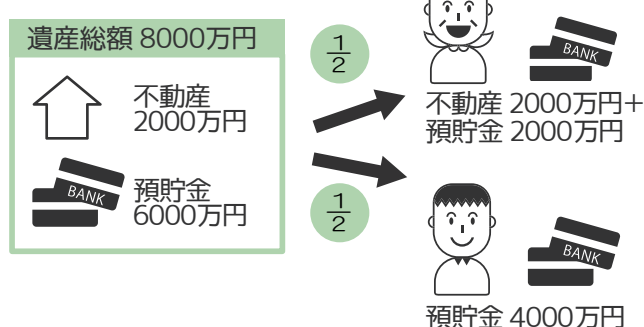 遺産総額 8000万円
不動産
2000万円
BANK
預貯金
6000万円
1
2
1
2
BANK
不動産 2000万円＋
預貯金 2000万円
BANK
預貯金 4000万円